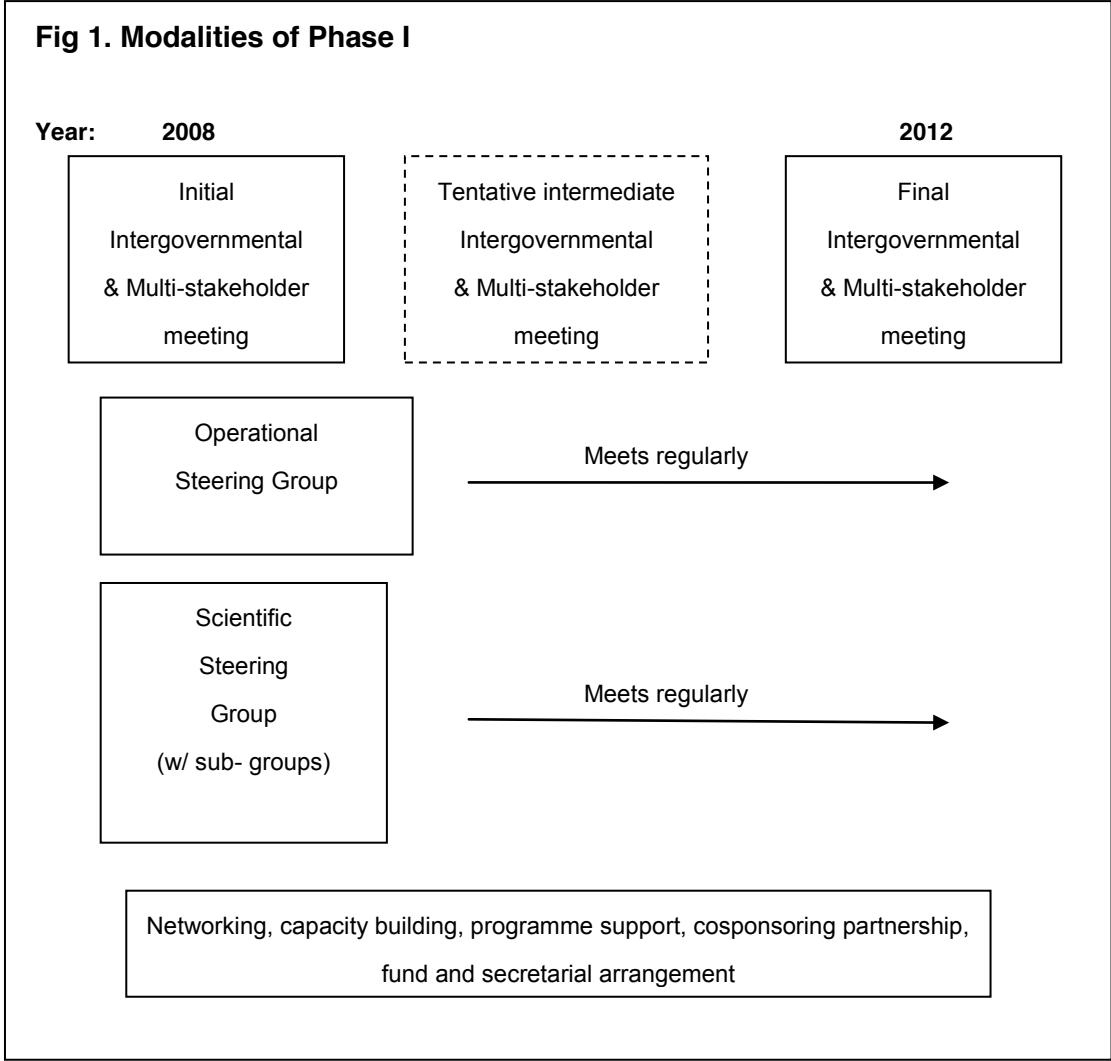 Fig 1. Modalities of Phase I
Year: 2008 2012
Initial
Intergovernmental
& Multi-stakeholder
meeting
Tentative intermediate
Intergovernmental
& Multi-stakeholder
meeting
Final
Intergovernmental
& Multi-stakeholder
meeting
Operational
Steering Group
Meets regularly
Scientific
Steering
Group
(w/ sub- groups)
Meets regularly
Networking, capacity building, programme support, cosponsoring partnership,
fund and secretarial arrangement